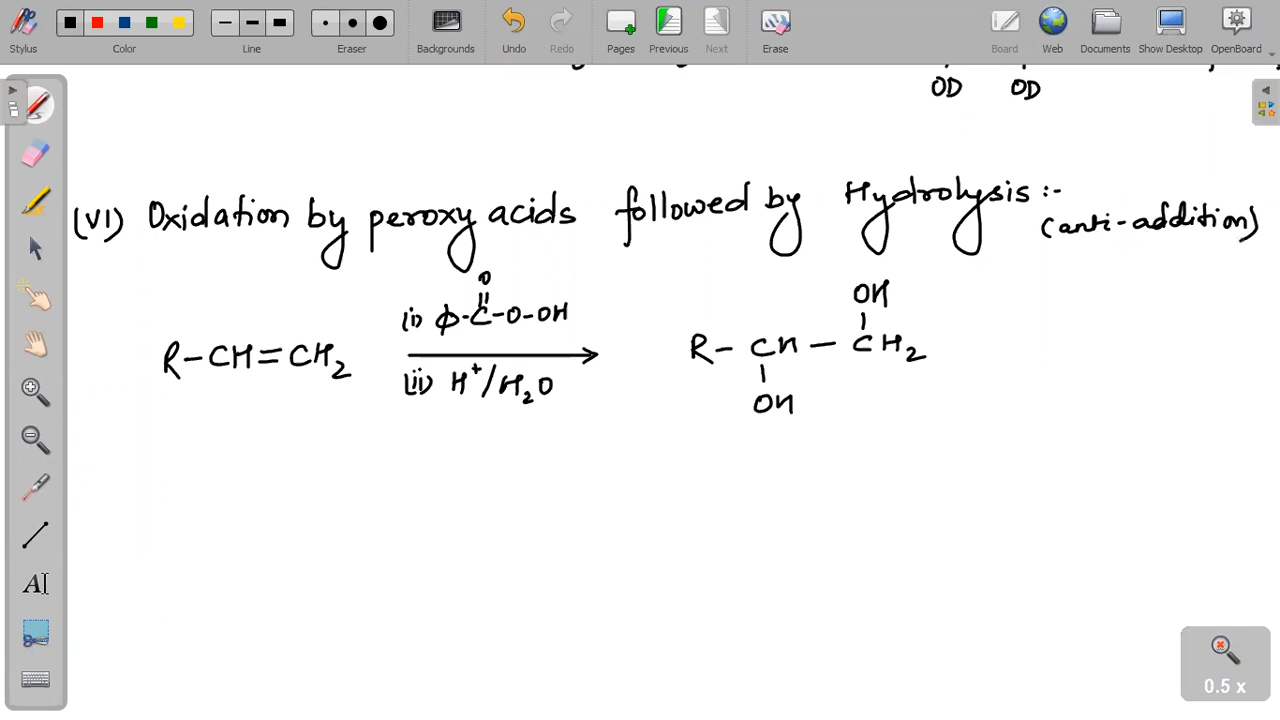 Stylus Color Line Eraser Backgrounds Undo Redo Pages Previous Next Erase Board Web Documents Show Desktop OpenBoard
OD OD
(VI) Oxidation by peroxy acids followed by Hydrolysis :-
(anti-addition)
O
||
(i) ϕ-C-O-OH
R-CH=CH₂
(ii) H⁺/H₂O
OH
|
R - CH - CH₂
|
OH
AI
0.5 x